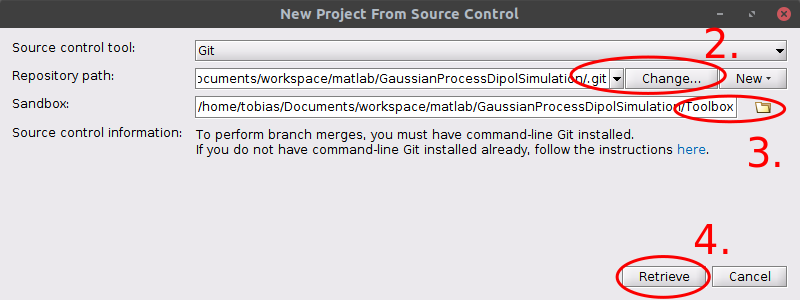 New Project From Source Control
2.
Source control tool: Git
Repository path: ocuments/workspace/matlab/GaussianProcessDipolSimulation/.git Change... New
Sandbox: /home/tobias/Documents/workspace/matlab/GaussianProcessDipolSimulation/Toolbox
3.
Source control information: To perform branch merges, you must have command-line Git installed.
If you do not have command-line Git installed already, follow the instructions here.
4.
Retrieve Cancel